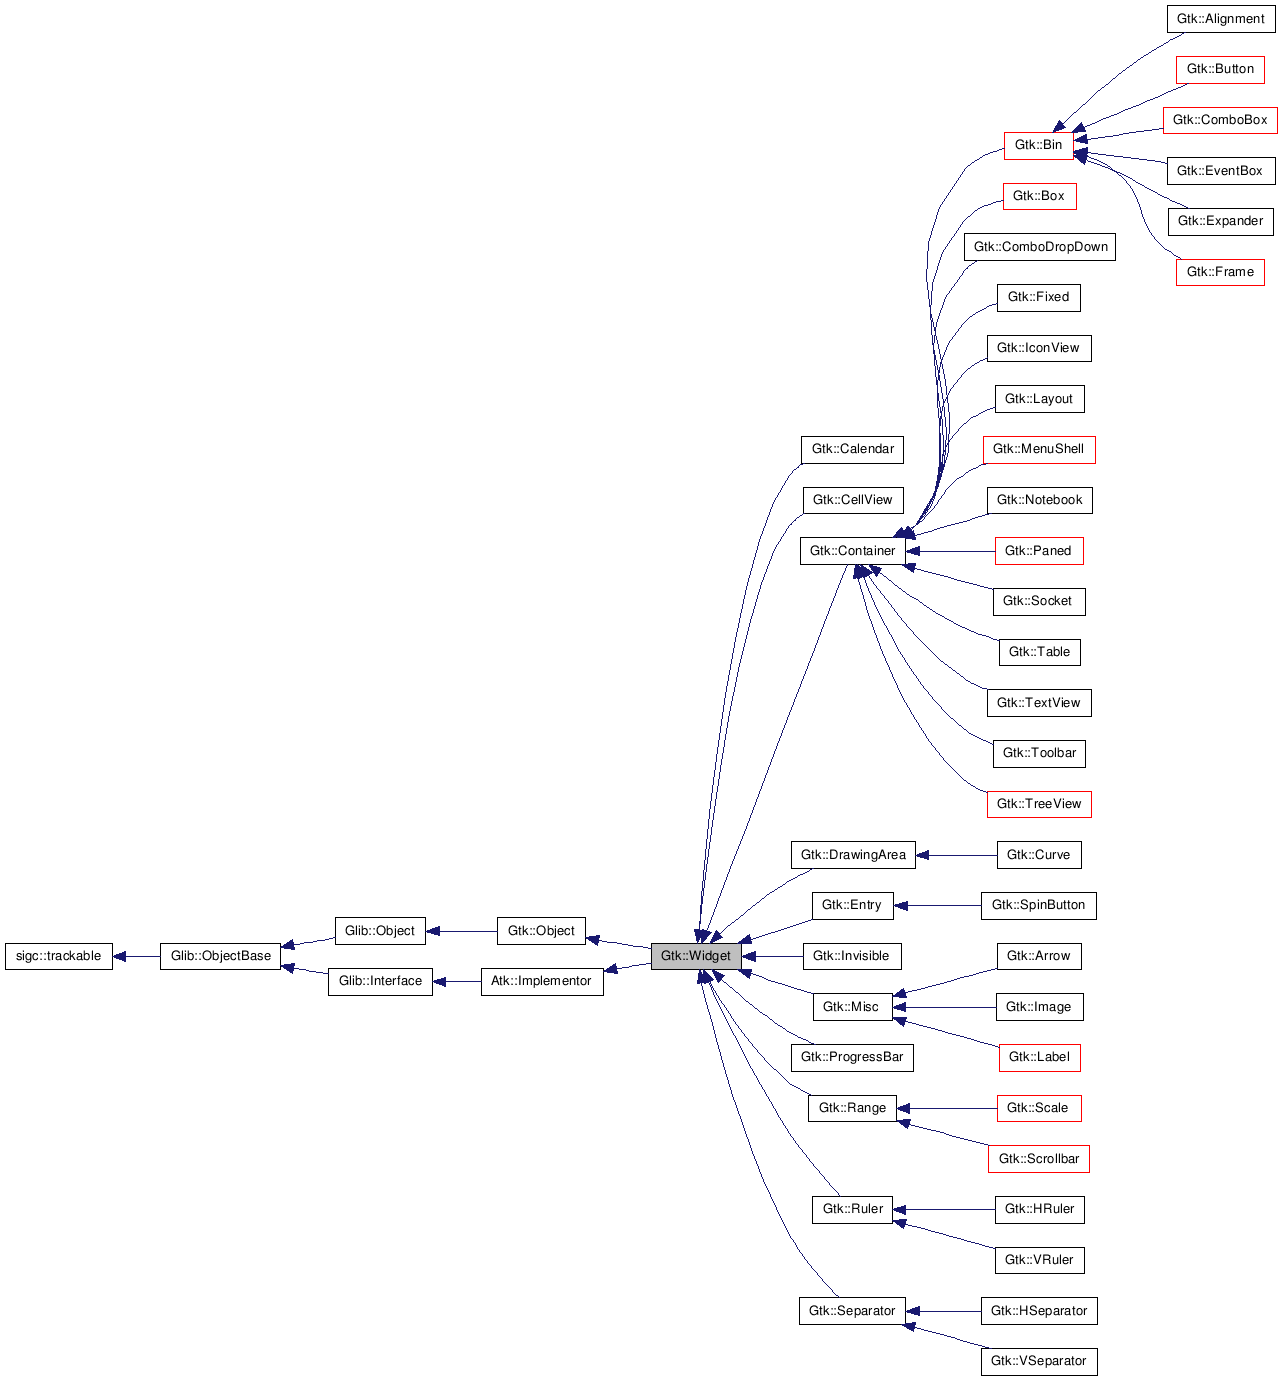 Gtk::Alignment
Gtk::Button
Gtk::ComboBox
Gtk::Bin
Gtk::EventBox
Gtk::Box
Gtk::Expander
Gtk::ComboDropDown
Gtk::Frame
Gtk::Fixed
Gtk::IconView
Gtk::Layout
Gtk::Calendar
Gtk::MenuShell
Gtk::CellView
Gtk::Notebook
Gtk::Container
Gtk::Paned
Gtk::Socket
Gtk::Table
Gtk::TextView
Gtk::Toolbar
Gtk::TreeView
Gtk::DrawingArea
Gtk::Curve
Gtk::Entry
Gtk::SpinButton
Glib::Object
Gtk::Object
sigc::trackable
Glib::ObjectBase
Gtk::Widget
Gtk::Invisible
Gtk::Arrow
Glib::Interface
Atk::Implementor
Gtk::Misc
Gtk::Image
Gtk::ProgressBar
Gtk::Label
Gtk::Range
Gtk::Scale
Gtk::Scrollbar
Gtk::Ruler
Gtk::HRuler
Gtk::VRuler
Gtk::Separator
Gtk::HSeparator
Gtk::VSeparator